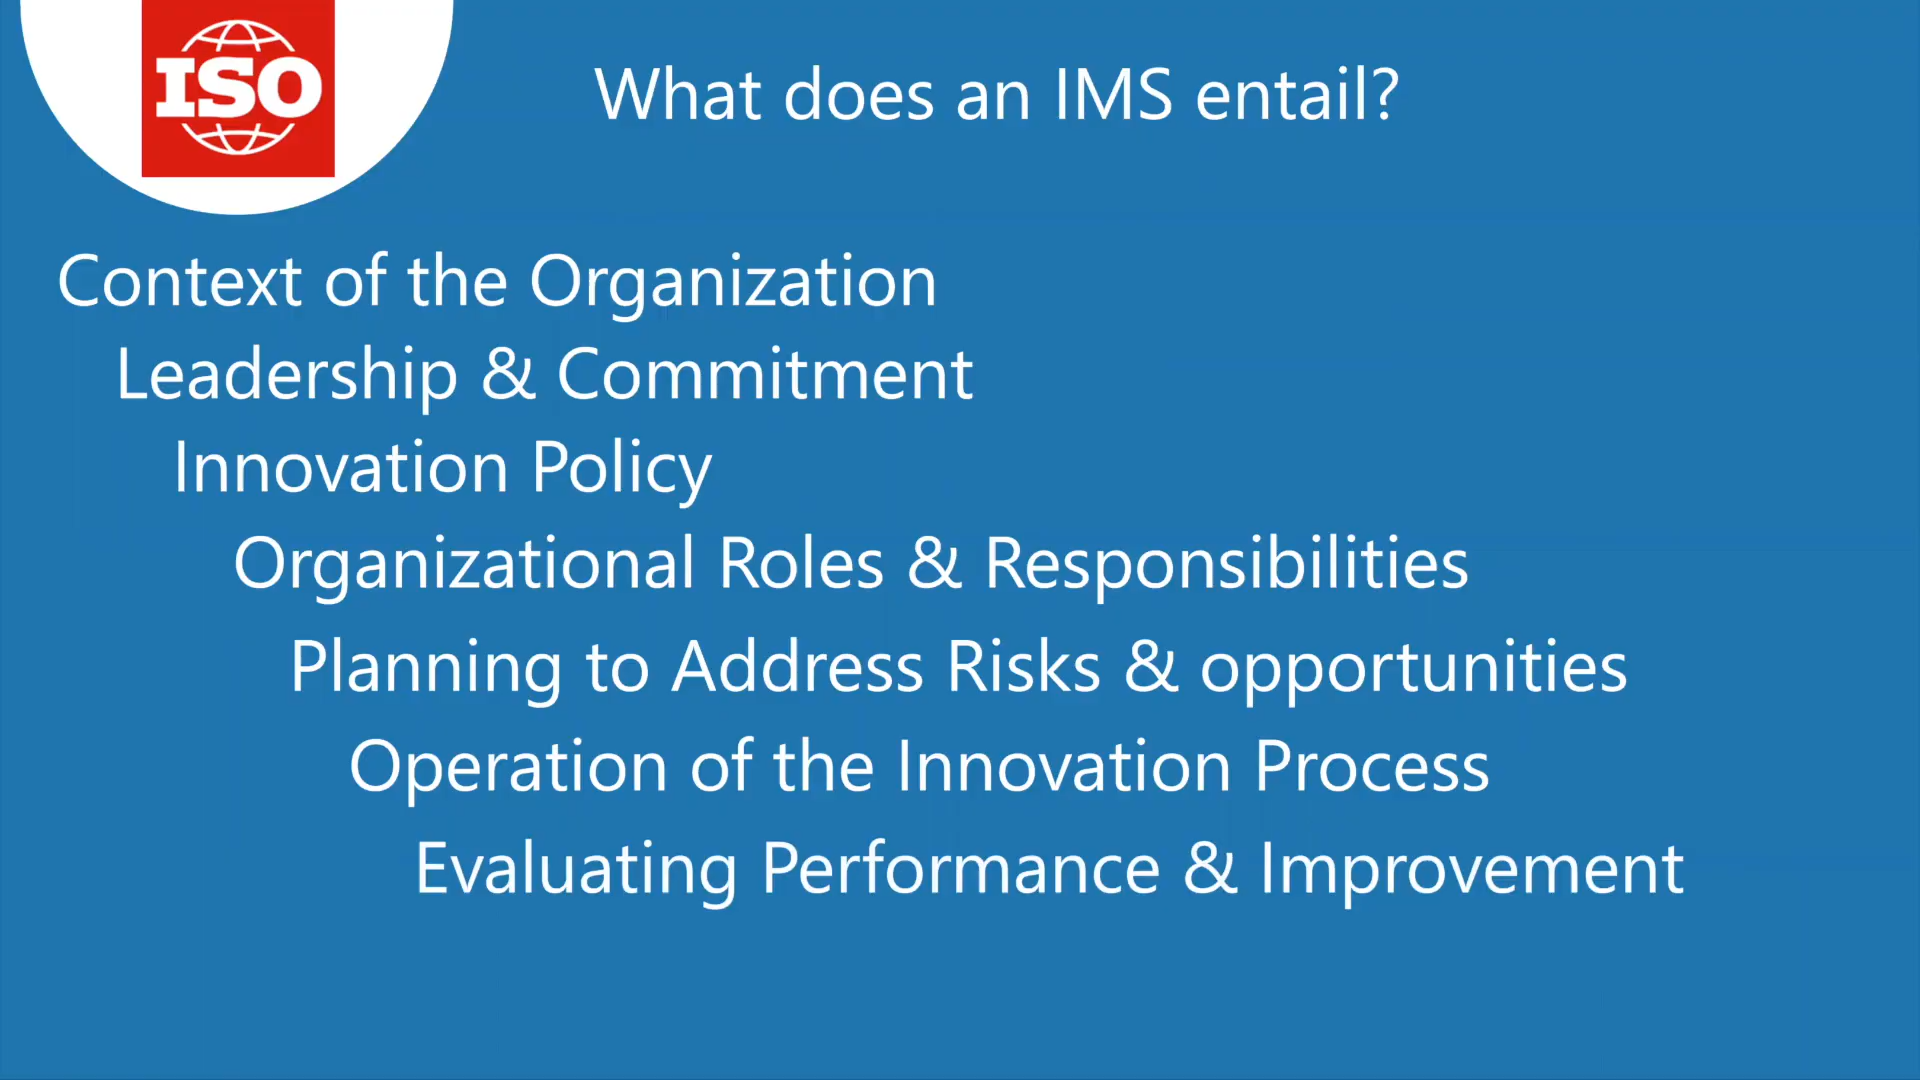 ISO
What does an IMS entail?
Context of the Organization
Leadership & Commitment
Innovation Policy
Organizational Roles & Responsibilities
Planning to Address Risks & opportunities
Operation of the Innovation Process
Evaluating Performance & Improvement